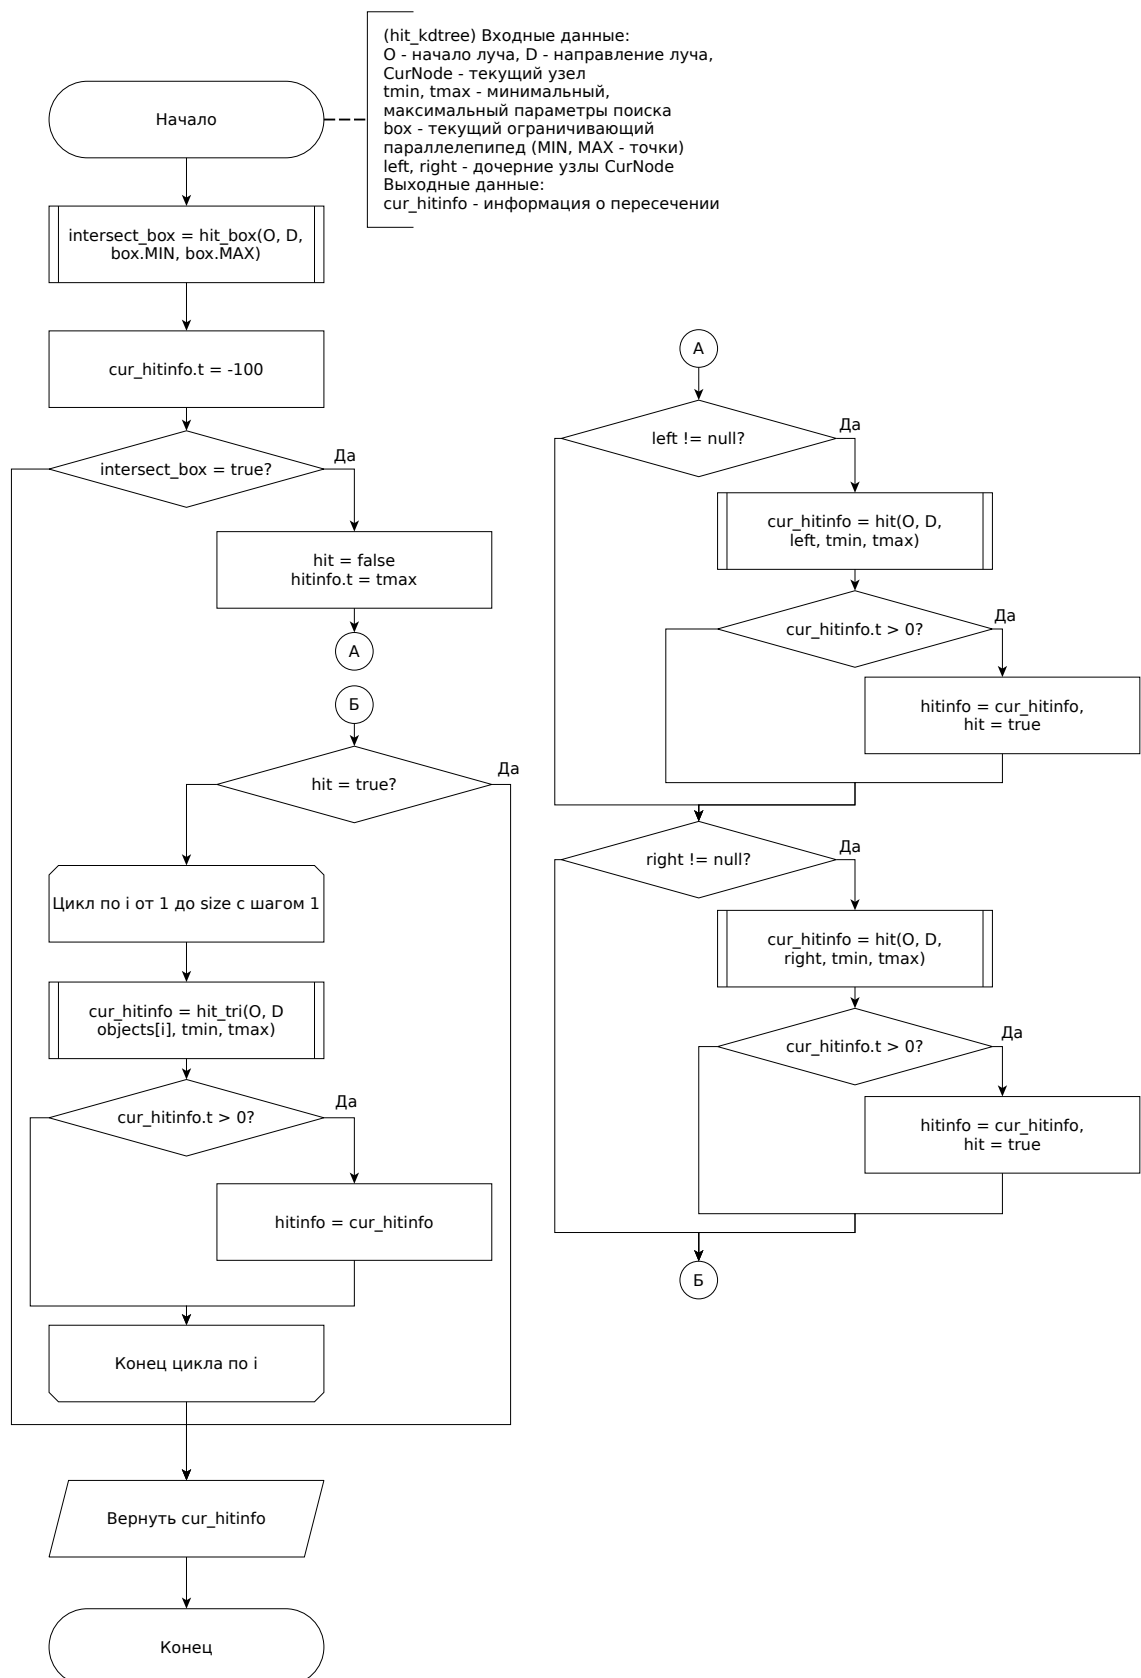 (hit_kdtree) Входные данные:
O - начало луча, D - направление луча,
CurNode - текущий узел
tmin, tmax - минимальный,
максимальный параметры поиска
box - текущий ограничивающий
параллелепипед (MIN, MAX - точки)
left, right - дочерние узлы CurNode
Выходные данные:
cur_hitinfo - информация о пересечении
Начало
intersect_box = hit_box(O, D,
box.MIN, box.MAX)
cur_hitinfo.t = -100
intersect_box = true?
Да
hit = false
hitinfo.t = tmax
А
Б
hit = true?
Да
Цикл по i от 1 до size с шагом 1
cur_hitinfo = hit_tri(O, D
objects[i], tmin, tmax)
cur_hitinfo.t > 0?
Да
hitinfo = cur_hitinfo
Конец цикла по i
Вернуть cur_hitinfo
Конец
А
left != null?
Да
cur_hitinfo = hit(O, D,
left, tmin, tmax)
cur_hitinfo.t > 0?
Да
hitinfo = cur_hitinfo,
hit = true
right != null?
Да
cur_hitinfo = hit(O, D,
right, tmin, tmax)
cur_hitinfo.t > 0?
Да
hitinfo = cur_hitinfo,
hit = true
Б